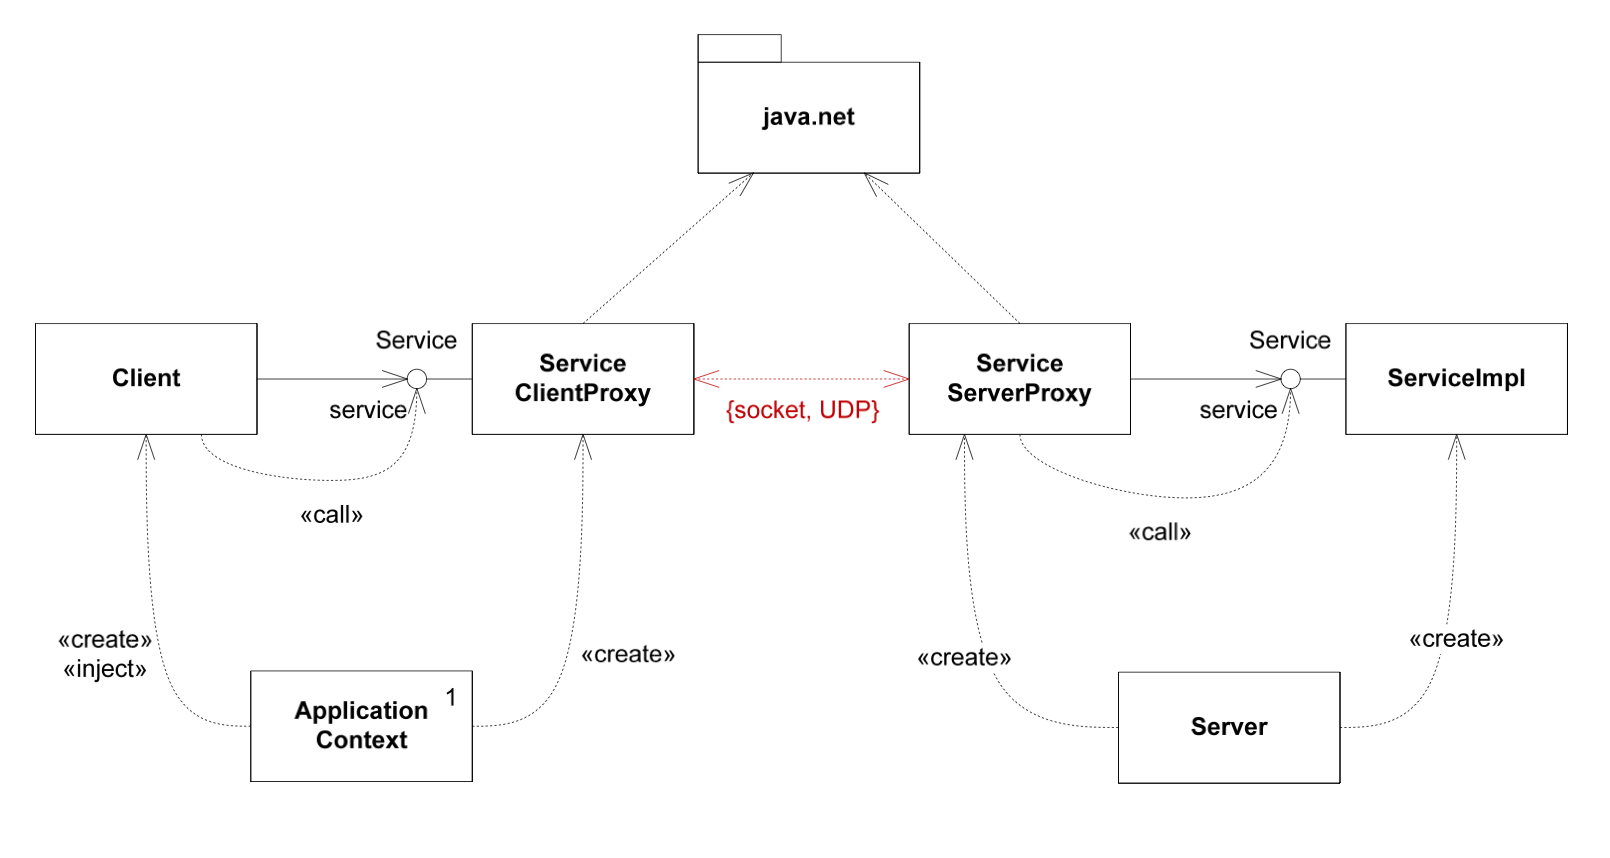 java.net
Client
Service
service
Service
ClientProxy
{socket, UDP}
Service
ServerProxy
Service
service
ServiceImpl
«call»
«call»
«create»
«inject»
«create»
«create»
«create»
Application
Context
1
Server